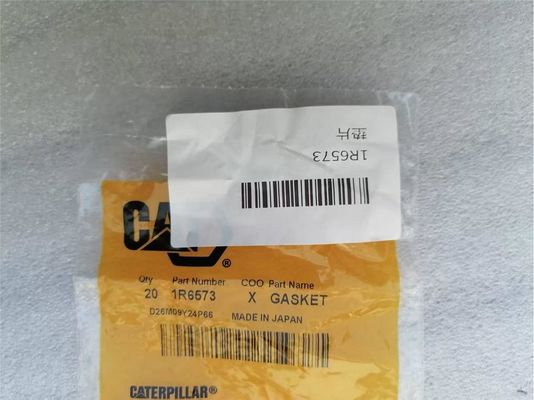 垫片
1R6573
CAT
®
Qty Part Number COO Part Name
20 1R6573 X GASKET
D26M09Y24P66 MADE IN JAPAN
CATERPILLAR®